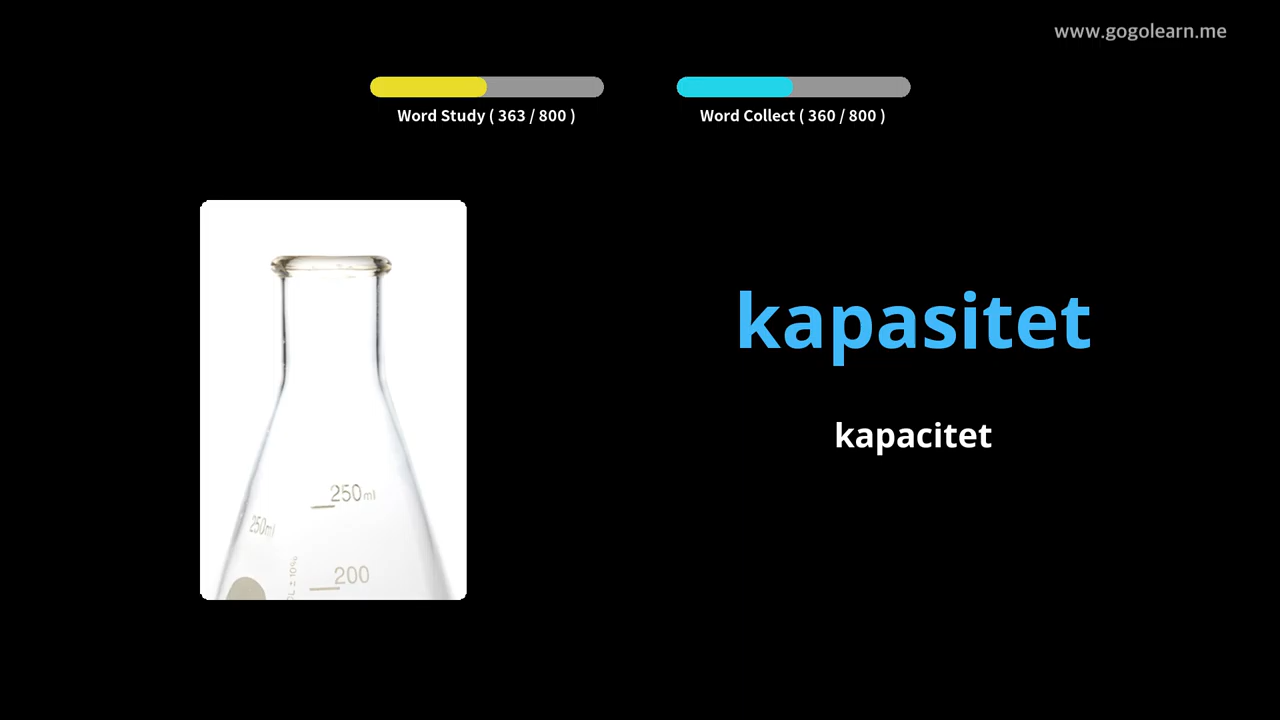 www.gogolearn.me
Word Study ( 363 / 800 )
Word Collect ( 360 / 800 )
kapasitet
kapacitet
250ml
250ml
200